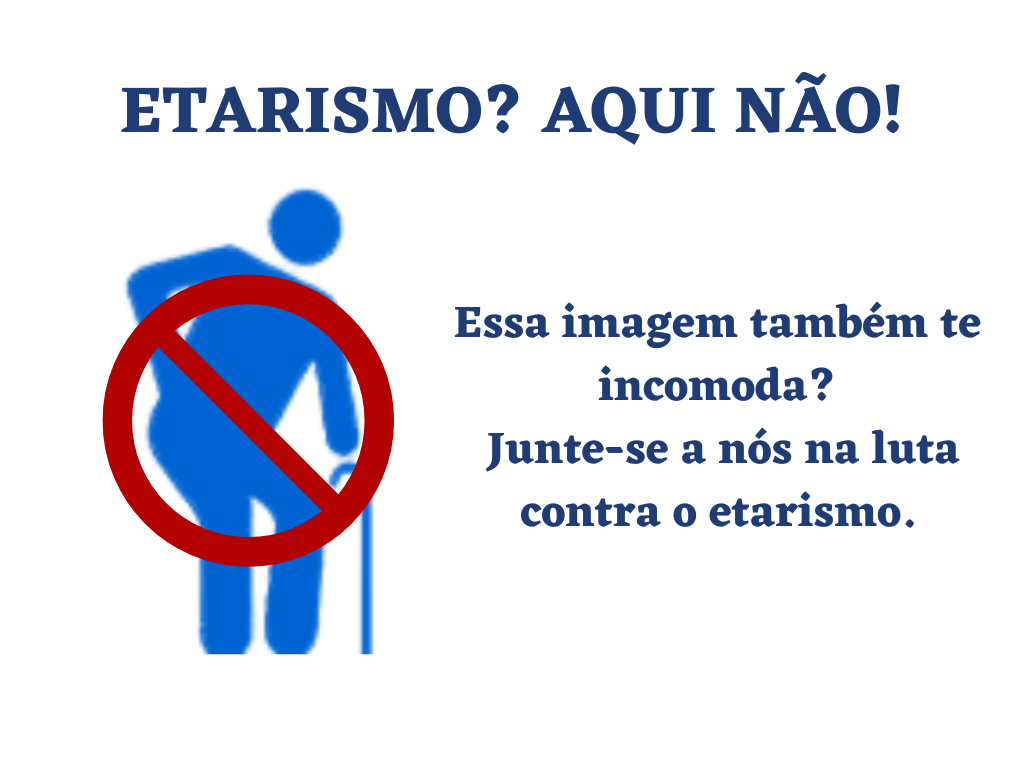 ETARISMO? AQUI NÃO!
Essa imagem também te
incomoda?
Junte-se a nós na luta
contra o etarismo.